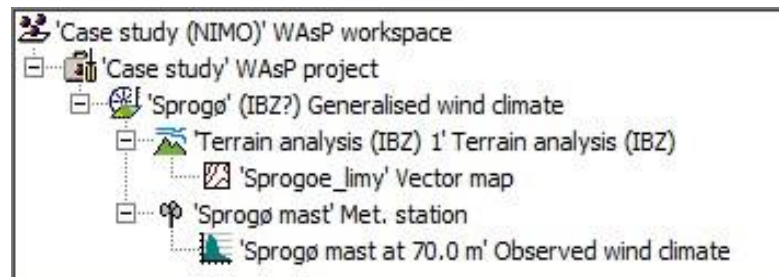 'Case study (NIMO)' WAsP workspace
'Case study' WAsP project
'Sprogø' (IBZ?) Generalised wind climate
'Terrain analysis (IBZ) 1' Terrain analysis (IBZ)
'Sprogoe_limy' Vector map
'Sprogø mast' Met. station
'Sprogø mast at 70.0 m' Observed wind climate